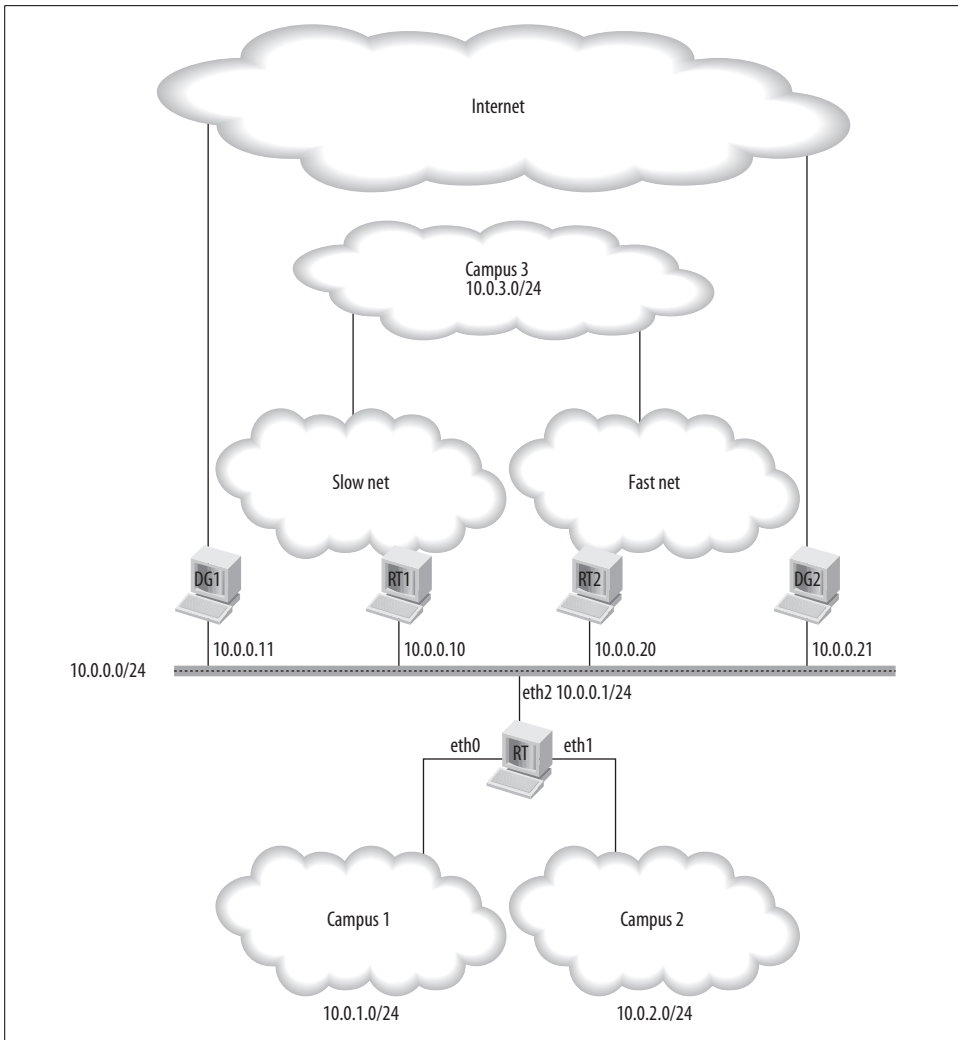 Internet
Campus 3
10.0.3.0/24
Slow net
Fast net
DG1
RT1
RT2
DG2
10.0.0.11
10.0.0.10
10.0.0.20
10.0.0.21
10.0.0.0/24
eth2 10.0.0.1/24
eth0
RT
eth1
Campus 1
Campus 2
10.0.1.0/24
10.0.2.0/24